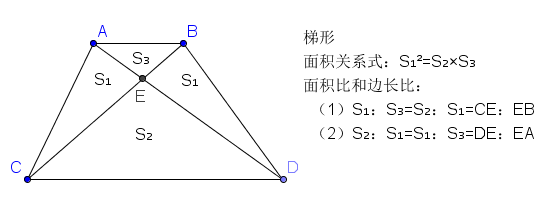 A
B
S₃
S₁
S₁
E
S₂
C
D
梯形
面积关系式：S₁²=S₂×S₃
面积比和边长比：
（1）S₁：S₃=S₂：S₁=CE：EB
（2）S₂：S₁=S₁：S₃=DE：EA